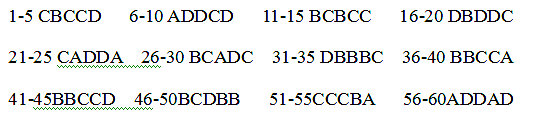 1-5 CBCCD 6-10 ADDCD 11-15 BCBCC 16-20 DBDDC
21-25 CADDA 26-30 BCADC 31-35 DBBBC 36-40 BBCCA
41-45BBCCD 46-50BCDBB 51-55CCCBA 56-60ADDAD